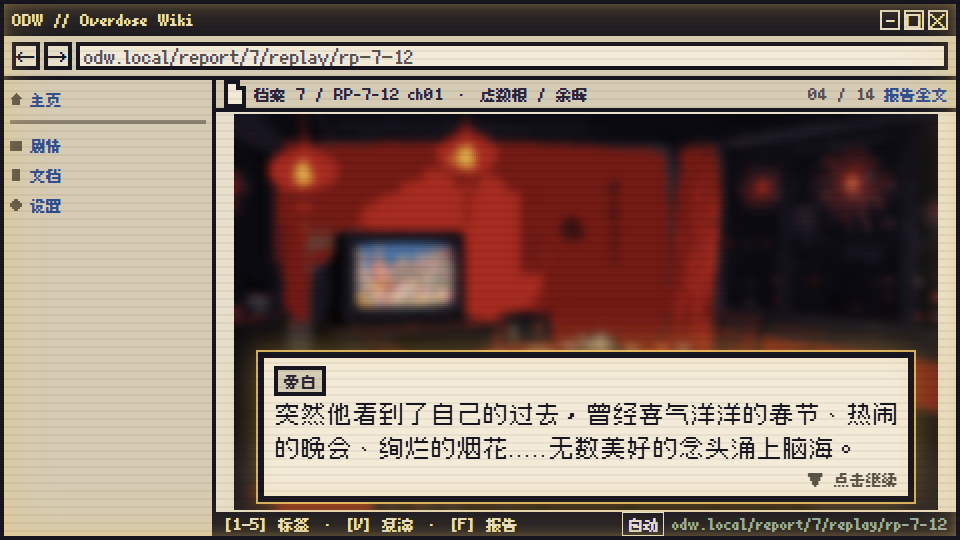 ODW // Overdose Wiki
odw.local/report/7/replay/rp-7-12
主页
剧情
文档
设置
档案 7 / RP-7-12 ch01 · 虚颓根 / 余晖
04 / 14 报告全文
旁白
突然他看到了自己的过去，曾经喜气洋洋的春节、热闹
的晚会、绚烂的烟花……无数美好的念头涌上脑海。
▼ 点击继续
[1-5] 标签 · [V] 复演 · [F] 报告
自动 odw.local/report/7/replay/rp-7-12